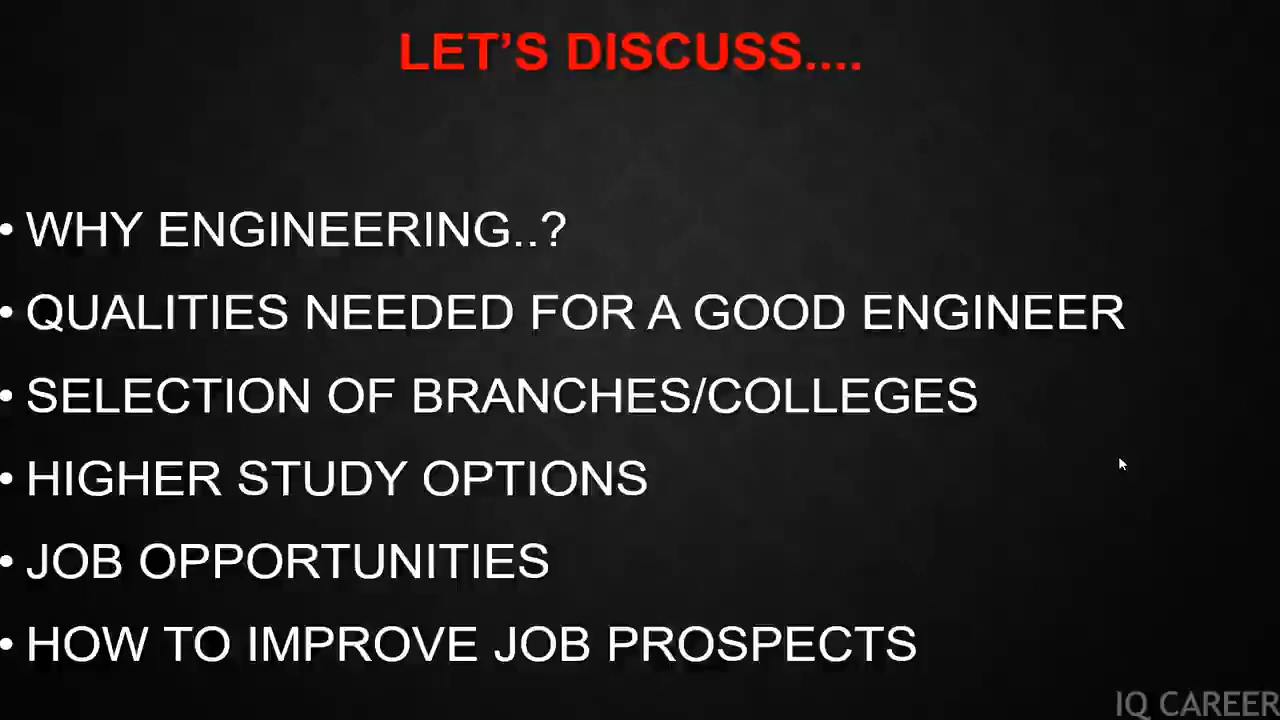 LET’S DISCUSS....
• WHY ENGINEERING..?
• QUALITIES NEEDED FOR A GOOD ENGINEER
• SELECTION OF BRANCHES/COLLEGES
• HIGHER STUDY OPTIONS
• JOB OPPORTUNITIES
• HOW TO IMPROVE JOB PROSPECTS
IQ CAREER